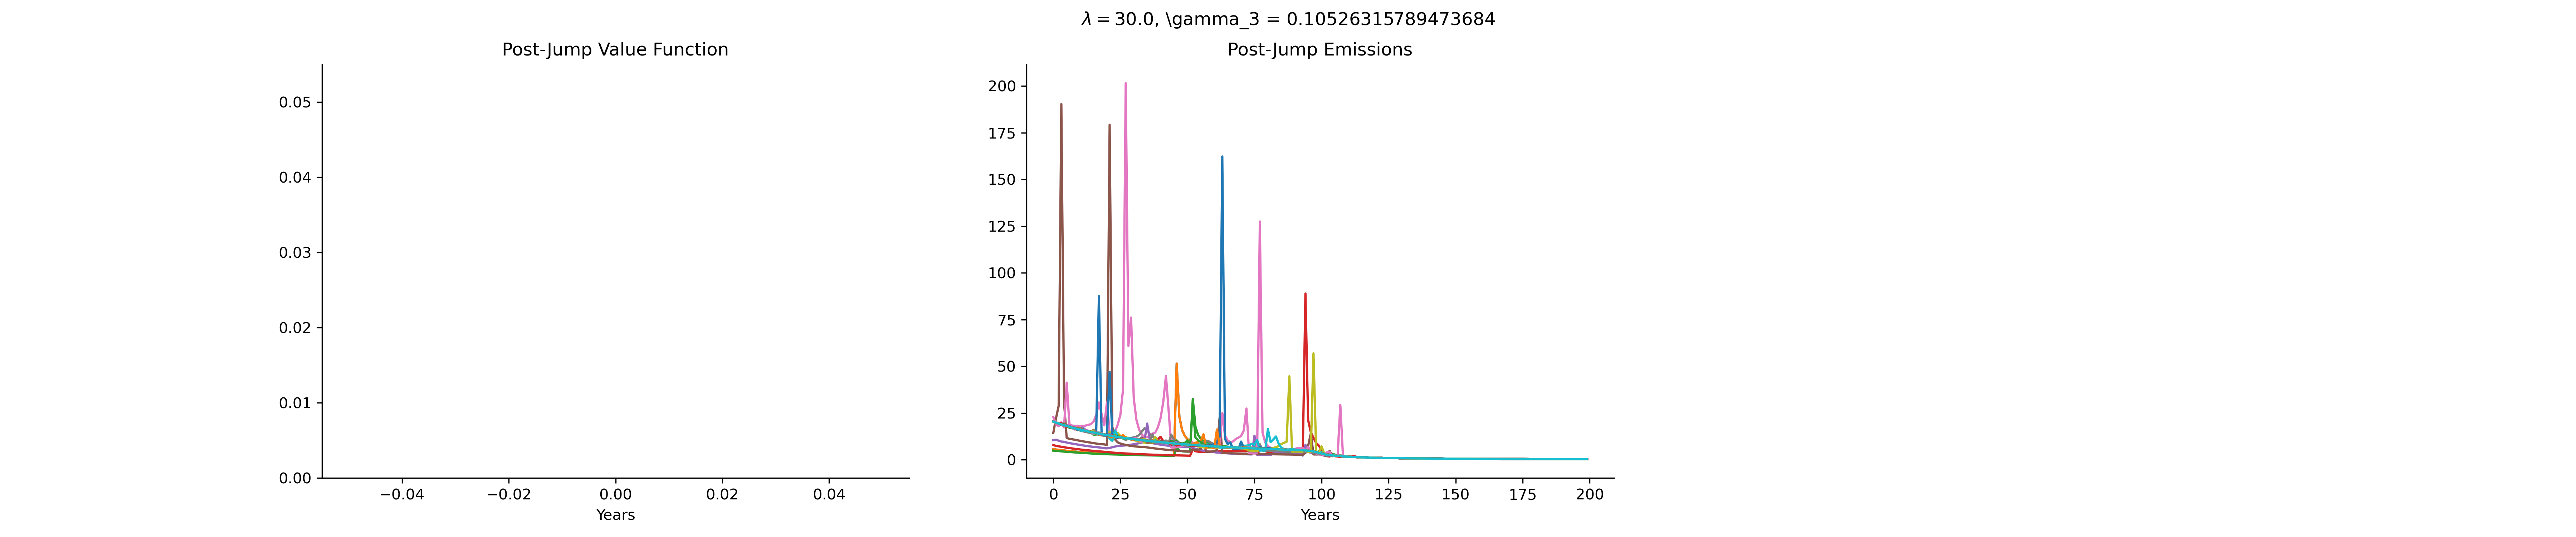 λ = 30.0, \gamma_3 = 0.10526315789473684
Post-Jump Value Function
0.05
0.04
0.03
0.02
0.01
0.00
−0.04 −0.02 0.00 0.02 0.04
Years
Post-Jump Emissions
200
175
150
125
100
75
50
25
0
0 25 50 75 100 125 150 175 200
Years